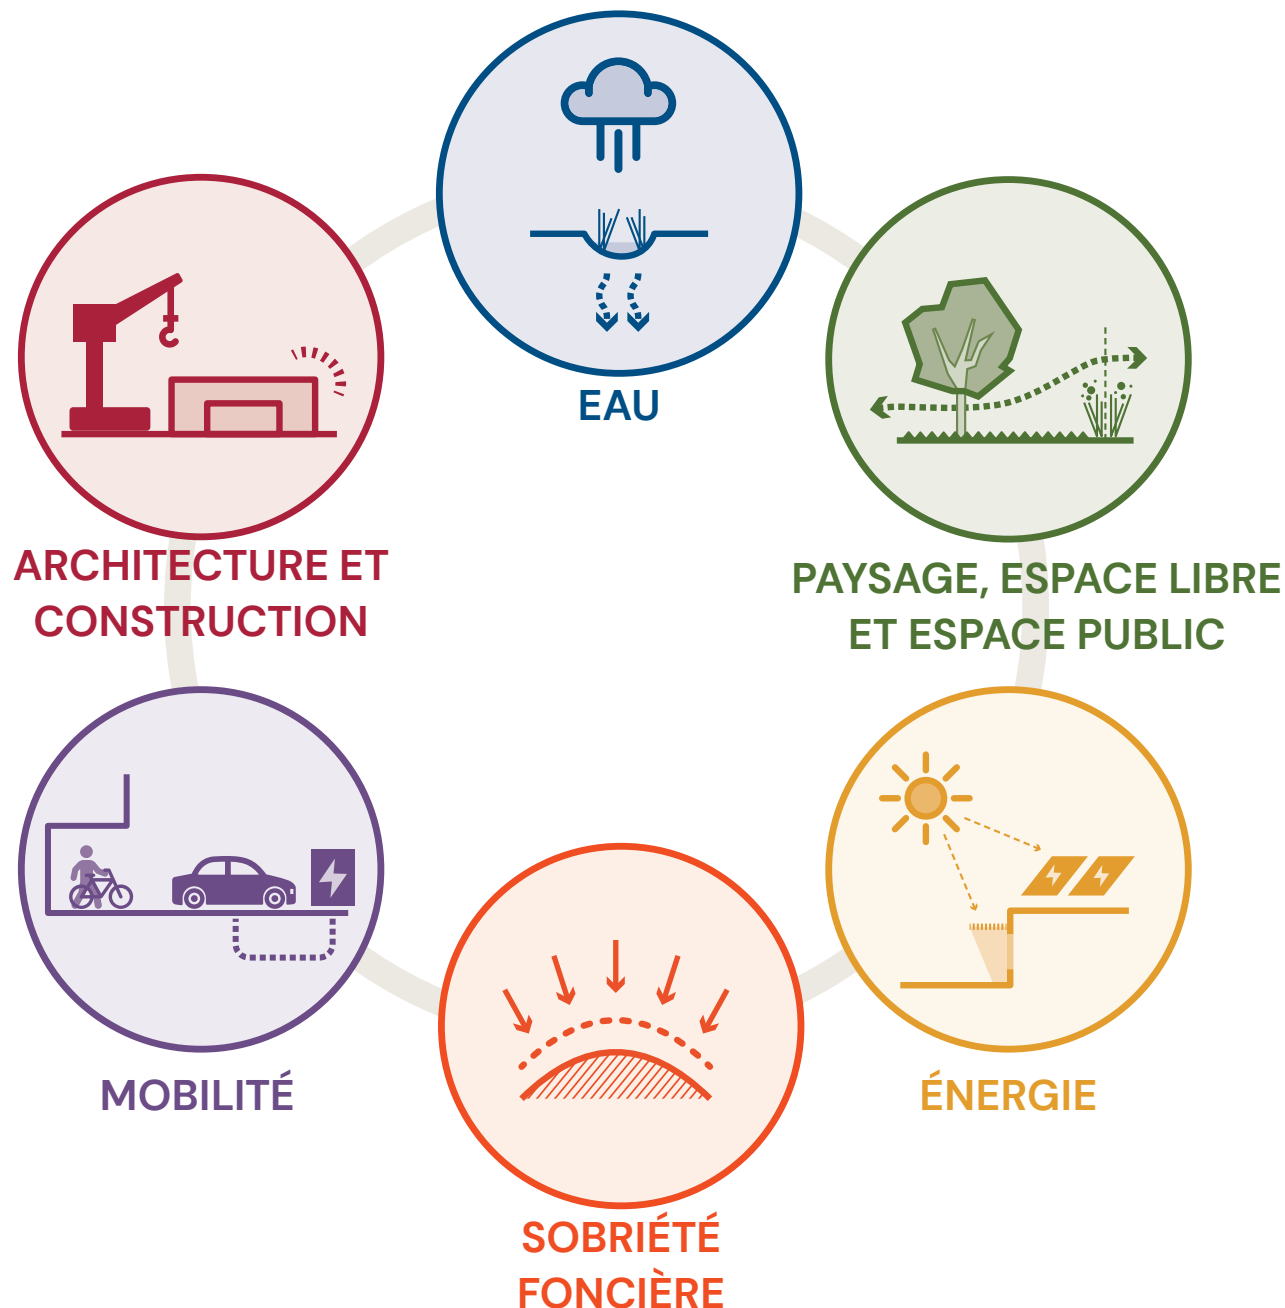 EAU
ARCHITECTURE ET
CONSTRUCTION
PAYSAGE, ESPACE LIBRE
ET ESPACE PUBLIC
MOBILITÉ
ÉNERGIE
SOBRIÉTÉ
FONCIÈRE